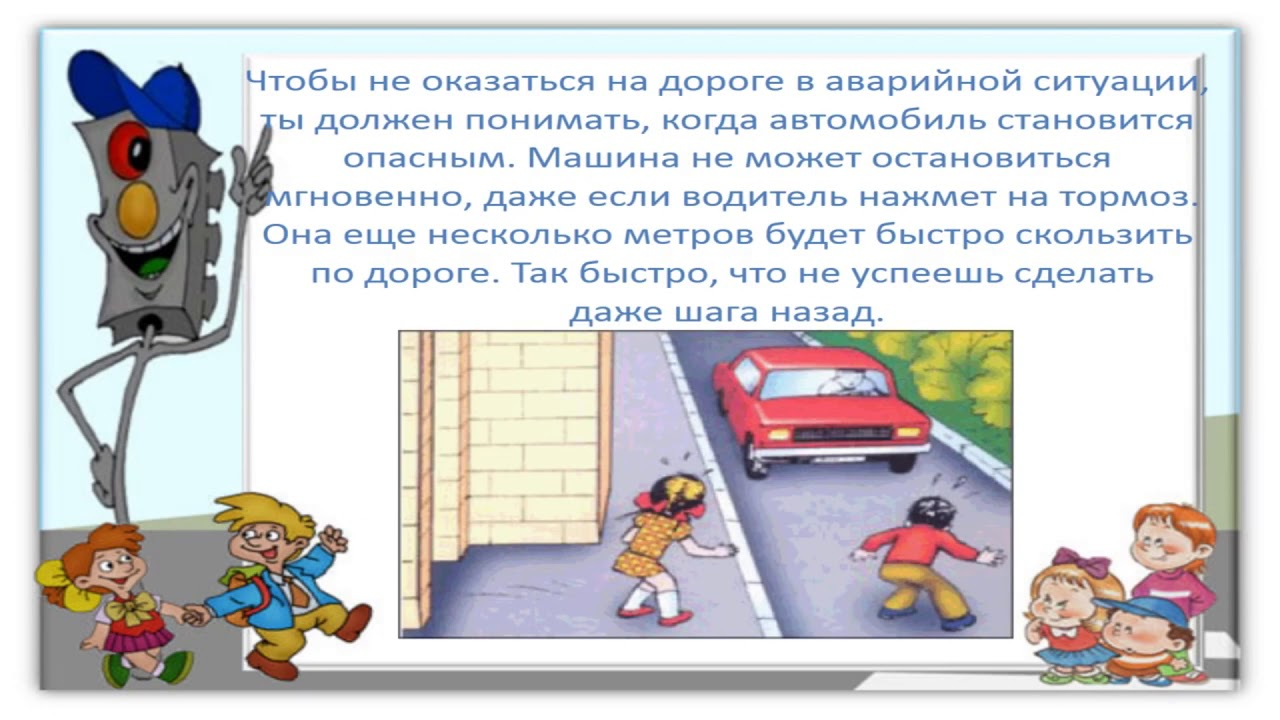 Чтобы не оказаться на дороге в аварийной ситуации,
ты должен понимать, когда автомобиль становится
опасным. Машина не может остановиться
мгновенно, даже если водитель нажмет на тормоз.
Она еще несколько метров будет быстро скользить
по дороге. Так быстро, что не успеешь сделать
даже шага назад.